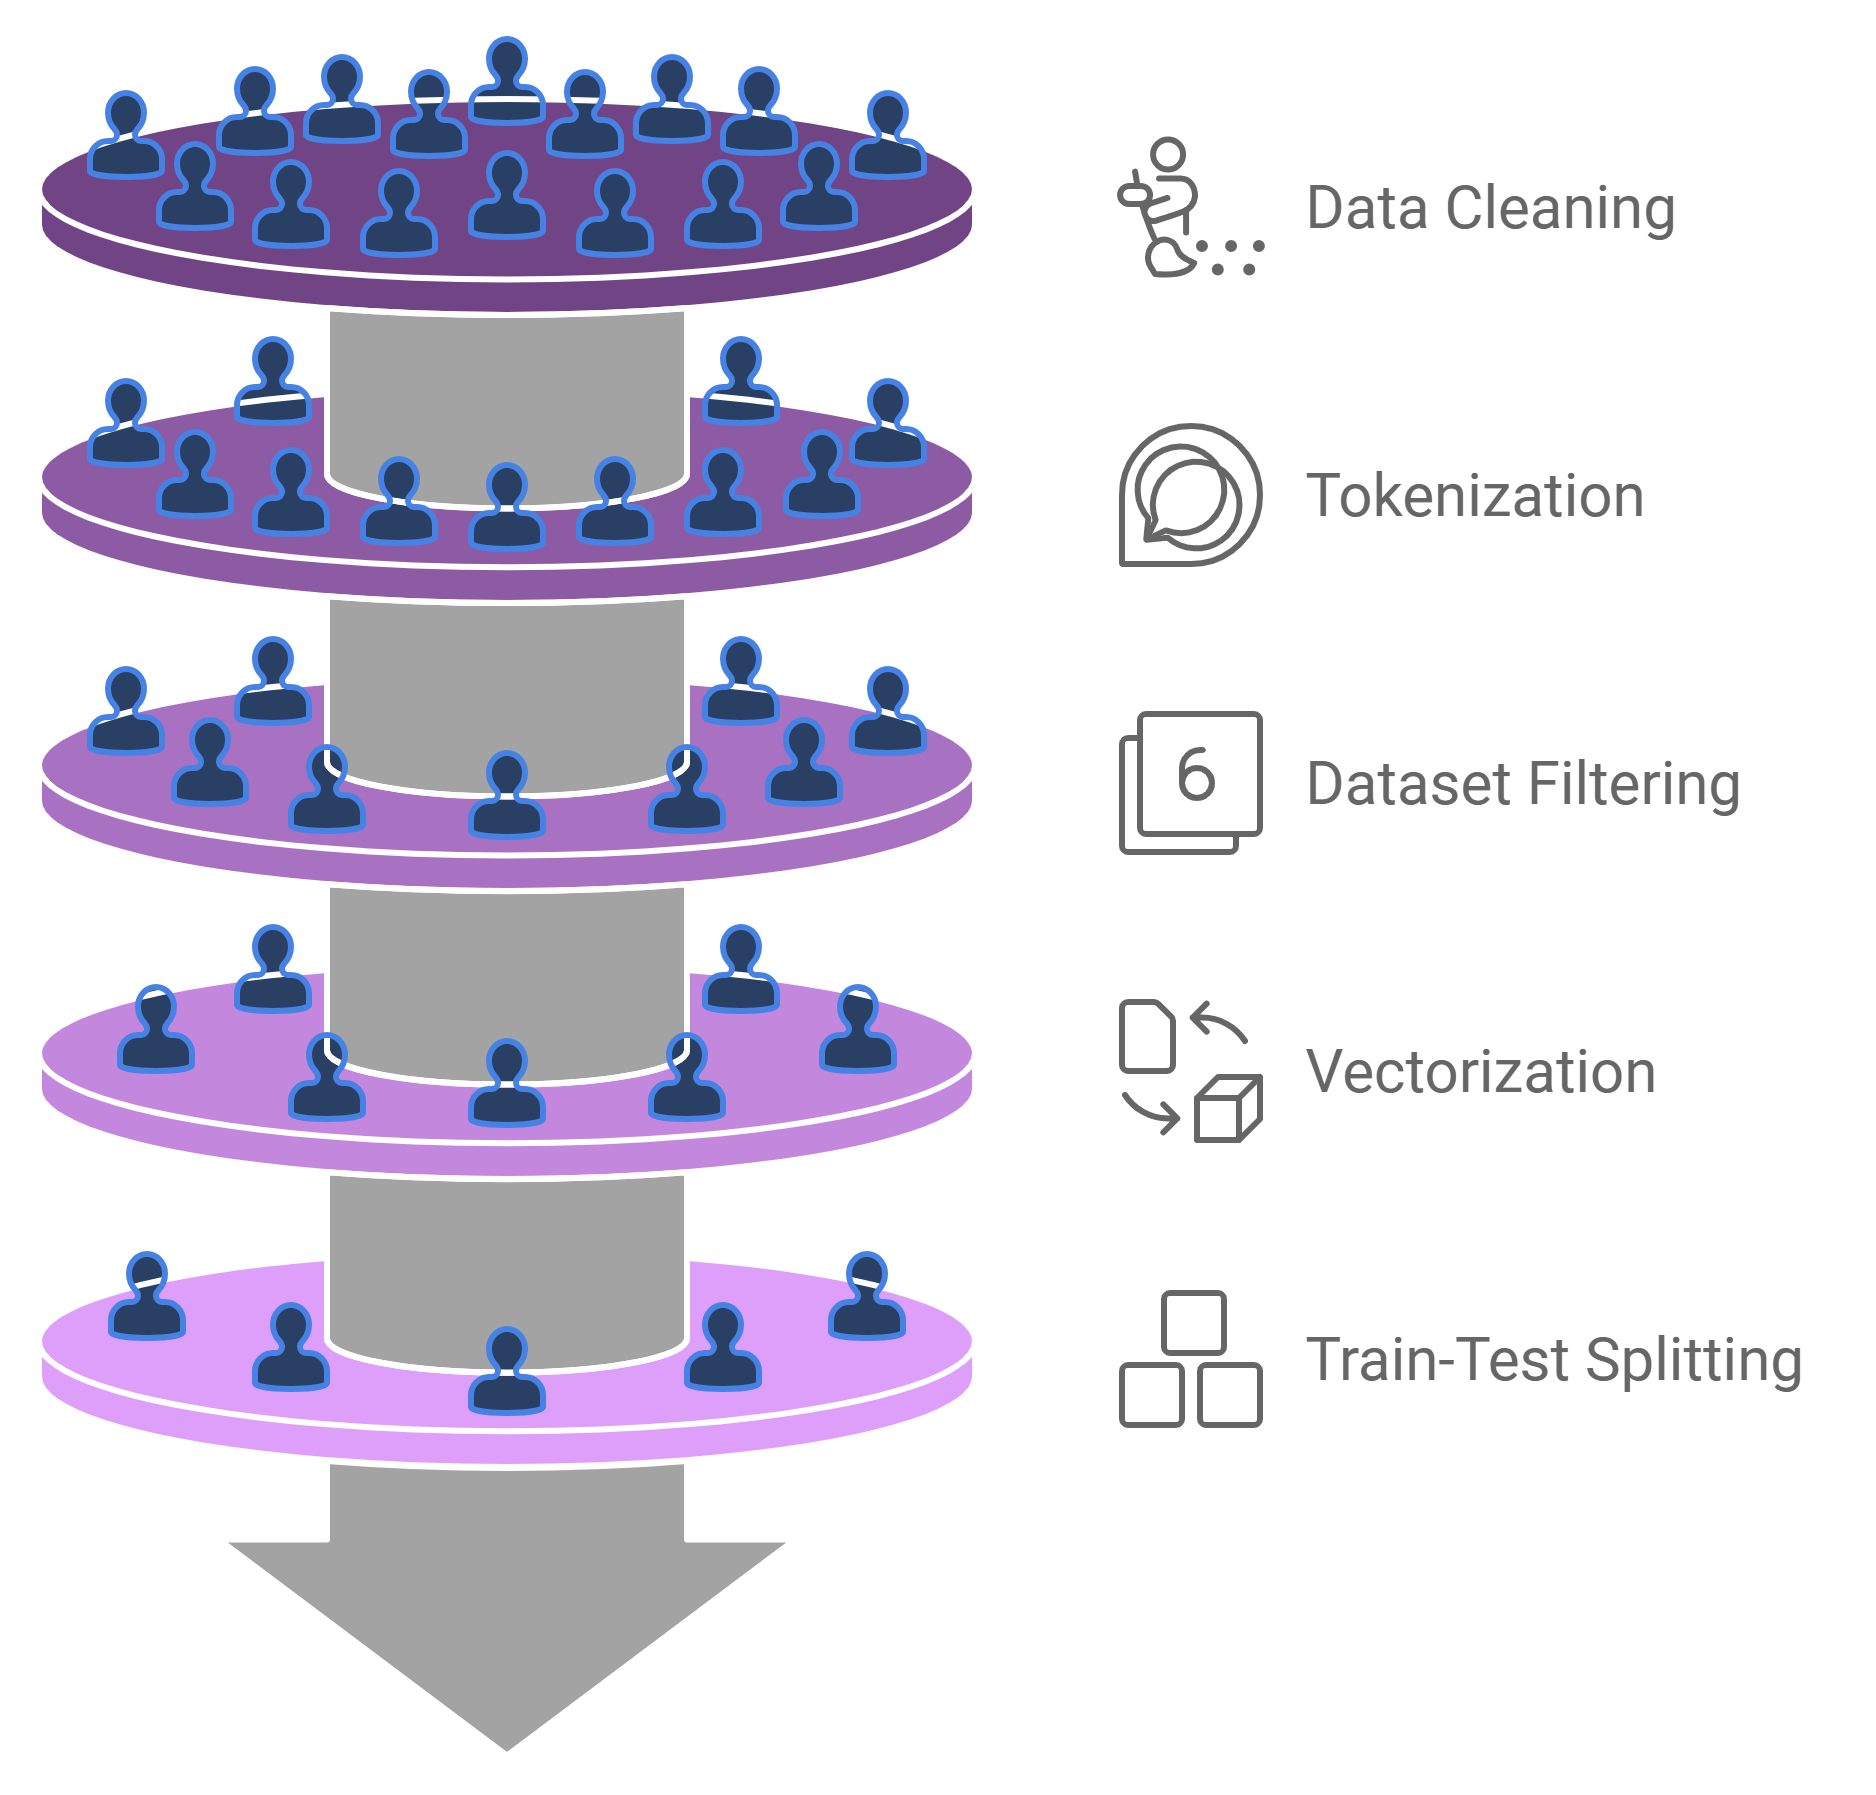 Data Cleaning
Tokenization
6
Dataset Filtering
Vectorization
Train-Test Splitting